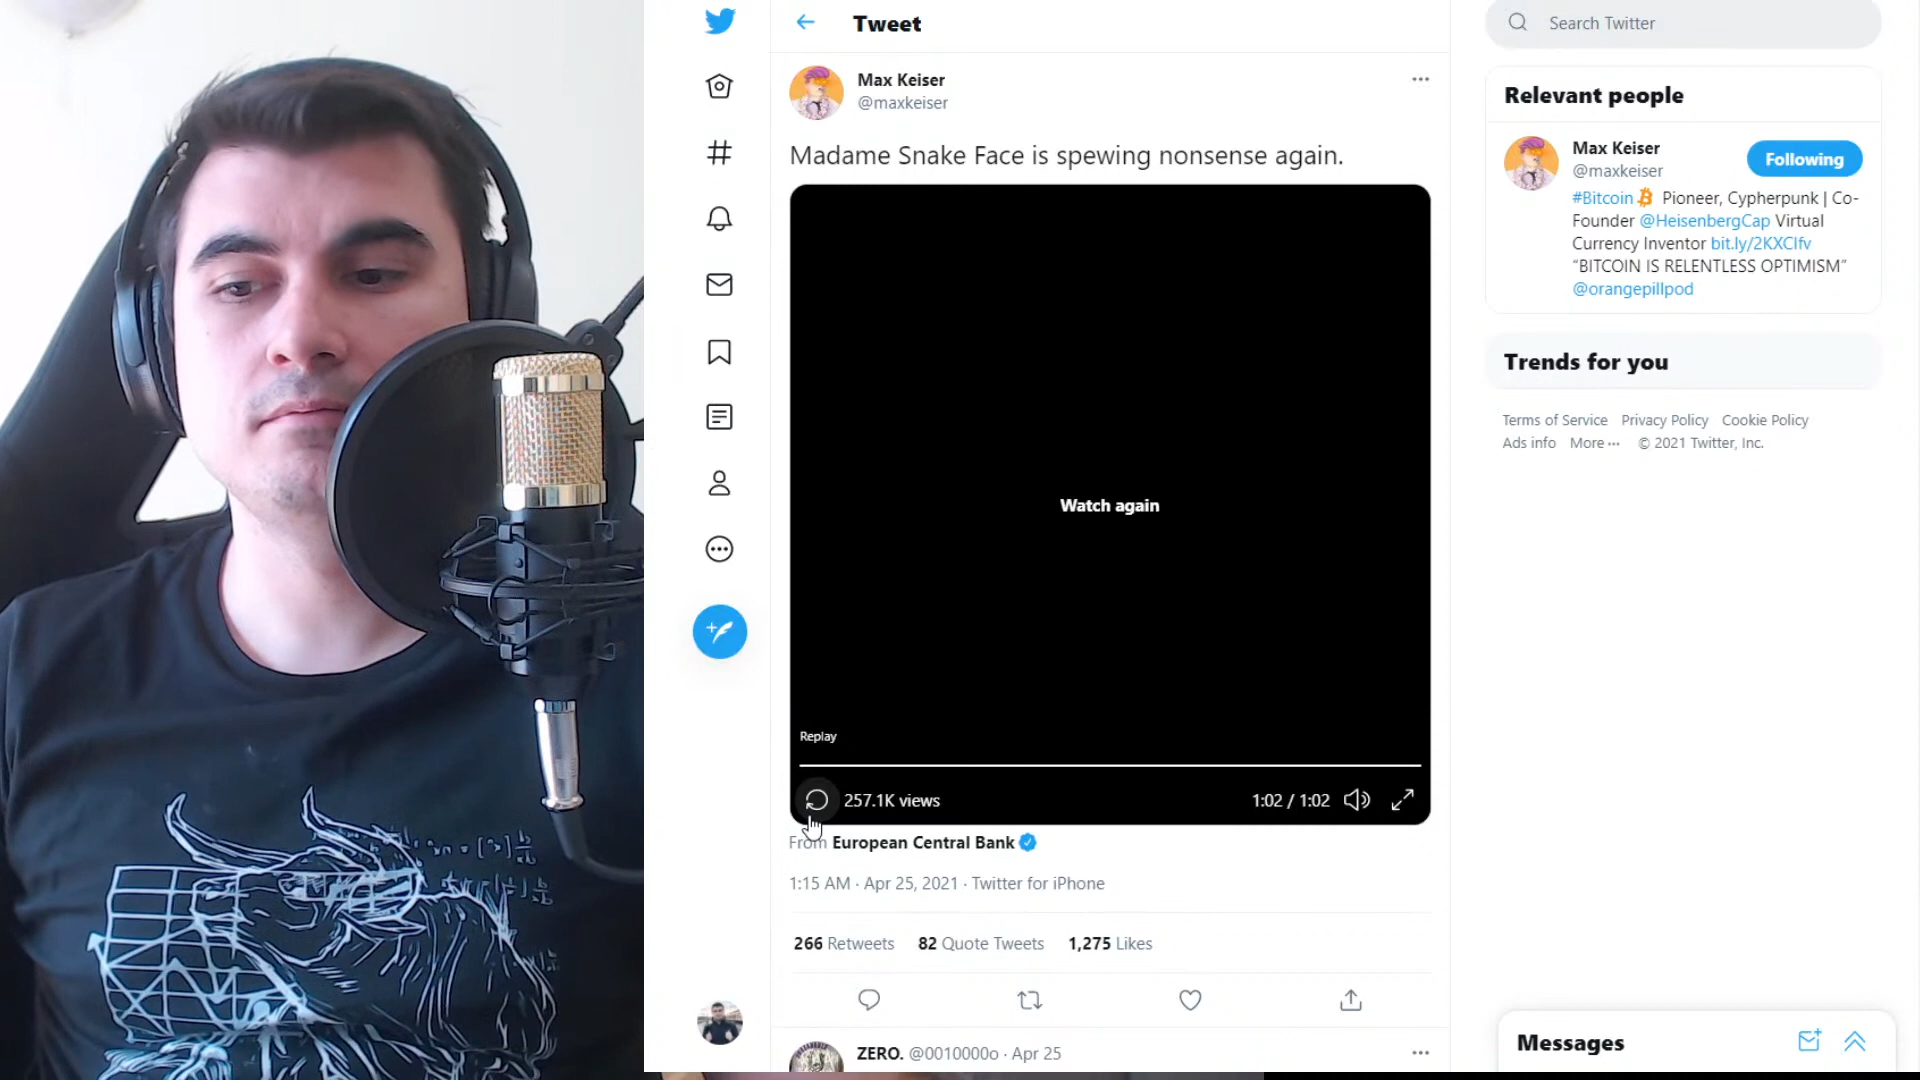 Tweet
Search Twitter
Max Keiser
@maxkeiser
Madame Snake Face is spewing nonsense again.
Watch again
Replay
257.1K views
1:02 / 1:02
From European Central Bank
1:15 AM · Apr 25, 2021 · Twitter for iPhone
266 Retweets 82 Quote Tweets 1,275 Likes
ZERO. @0010000o · Apr 25
Relevant people
Max Keiser
@maxkeiser
Following
#Bitcoin Pioneer, Cypherpunk | Co-
Founder @HeisenbergCap Virtual
Currency Inventor bit.ly/2KXCIfv
“BITCOIN IS RELENTLESS OPTIMISM”
@orangepillpod
Trends for you
Terms of Service Privacy Policy Cookie Policy
Ads info More ··· © 2021 Twitter, Inc.
Messages